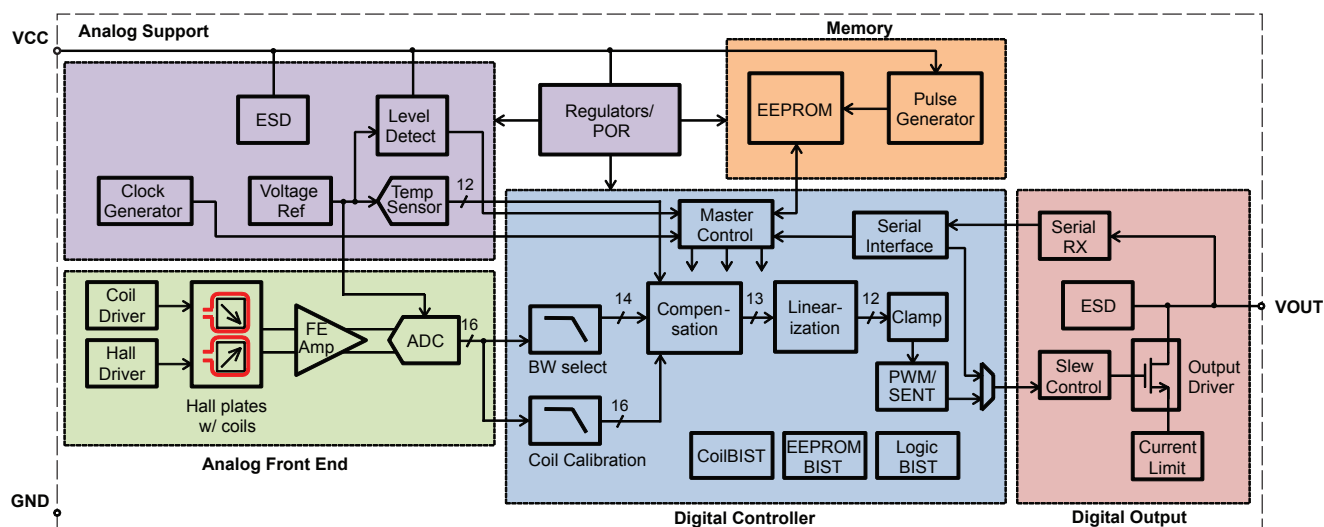 Analog Support
Memory
VCC
ESD
Level
Detect
Regulators/
POR
EEPROM
Pulse
Generator
Clock
Generator
Voltage
Ref
Temp
Sensor
12
Master
Control
Serial
Interface
Serial
RX
Coil
Driver
Hall
Driver
FE
Amp
ADC
16
Hall plates
w/ coils
Analog Front End
BW select
14
Compen-
sation
13
Linear-
ization
12
Clamp
PWM/
SENT
Coil Calibration
16
CoilBIST
EEPROM
BIST
Logic
BIST
Digital Controller
ESD
VOUT
Slew
Control
Output
Driver
Current
Limit
Digital Output
GND